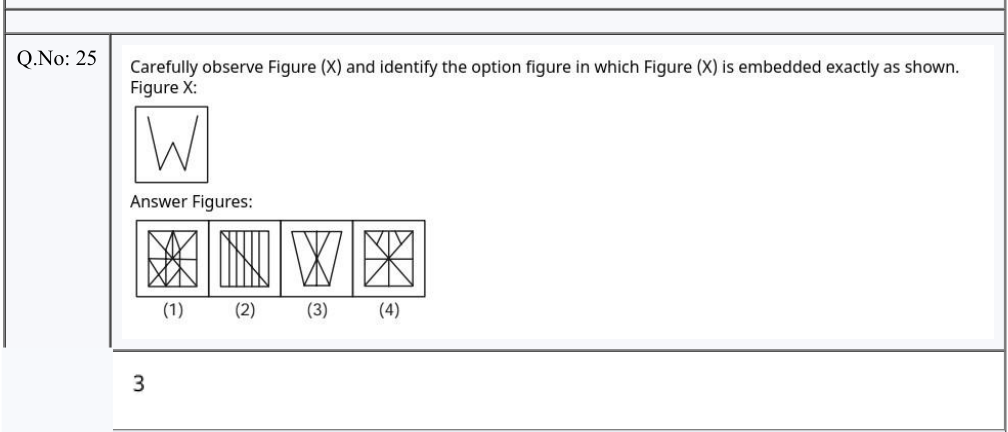 Q.No: 25
Carefully observe Figure (X) and identify the option figure in which Figure (X) is embedded exactly as shown.
Figure X:
Answer Figures:
(1) (2) (3) (4)
3